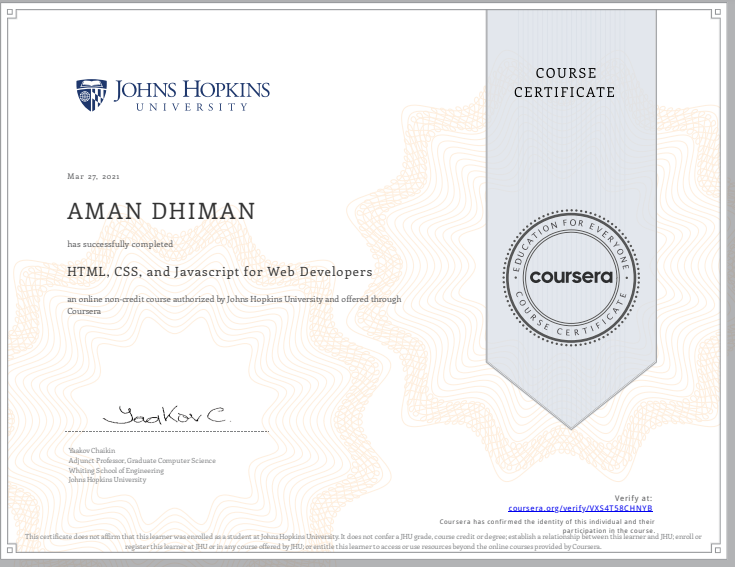 JOHNS HOPKINS
UNIVERSITY
COURSE
CERTIFICATE
Mar 27, 2021
AMAN DHIMAN
has successfully completed
HTML, CSS, and Javascript for Web Developers
an online non-credit course authorized by Johns Hopkins University and offered through
Coursera
EDUCATION FOR EVERYONE
coursera
COURSE CERTIFICATE
Yaakov C.
Yaakov Chaikin
Adjunct Professor, Graduate Computer Science
Whiting School of Engineering
Johns Hopkins University
Verify at:
coursera.org/verify/VXS4T58CHNYB
Coursera has confirmed the identity of this individual and their
participation in the course.
This certificate does not affirm that this learner was enrolled as a student at Johns Hopkins University. It does not confer a JHU grade, course credit or degree; establish a relationship between this learner and JHU; enroll or
register this learner at JHU or in any course offered by JHU; or entitle this learner to access or use resources beyond the online courses provided by Coursera.